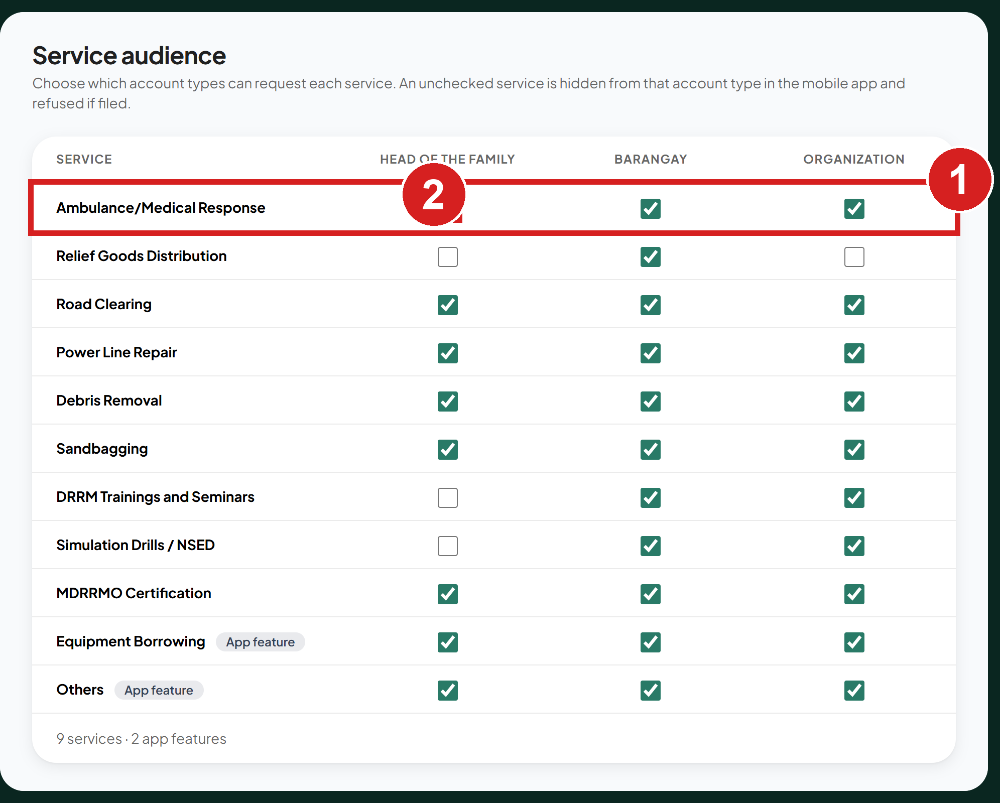 Service audience
Choose which account types can request each service. An unchecked service is hidden from that account type in the mobile app and
refused if filed.
SERVICE HEAD OF THE FAMILY BARANGAY ORGANIZATION
1
2
Ambulance/Medical Response
Relief Goods Distribution
Road Clearing
Power Line Repair
Debris Removal
Sandbagging
DRRM Trainings and Seminars
Simulation Drills / NSED
MDRRMO Certification
Equipment Borrowing App feature
Others App feature
9 services · 2 app features